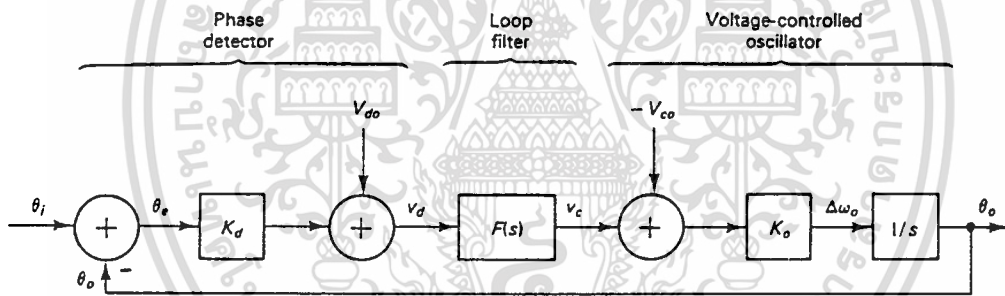 Phase
detector
Loop
filter
Voltage-controlled
oscillator
V_do
− V_co
θ_i
+
θ_e
K_d
+
v_d
F(s)
v_c
+
K_o
Δω_o
1/s
θ_o
θ_o
−